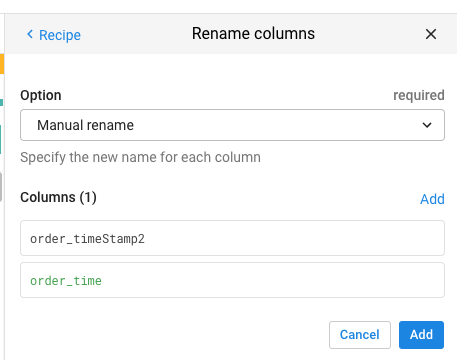 Recipe
Rename columns
Option
required
Manual rename
Specify the new name for each column
Columns (1)
Add
order_timeStamp2
order_time
Cancel
Add